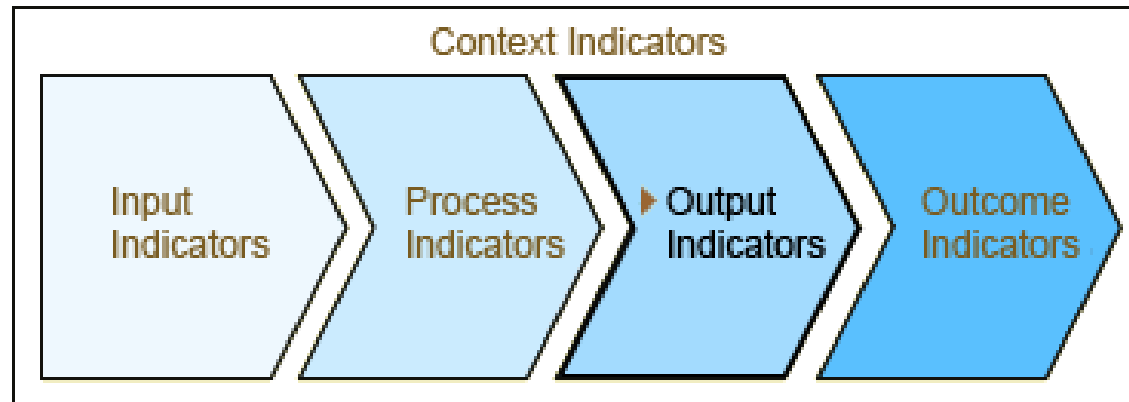 Context Indicators
Input
Indicators
Process
Indicators
Output
Indicators
Outcome
Indicators